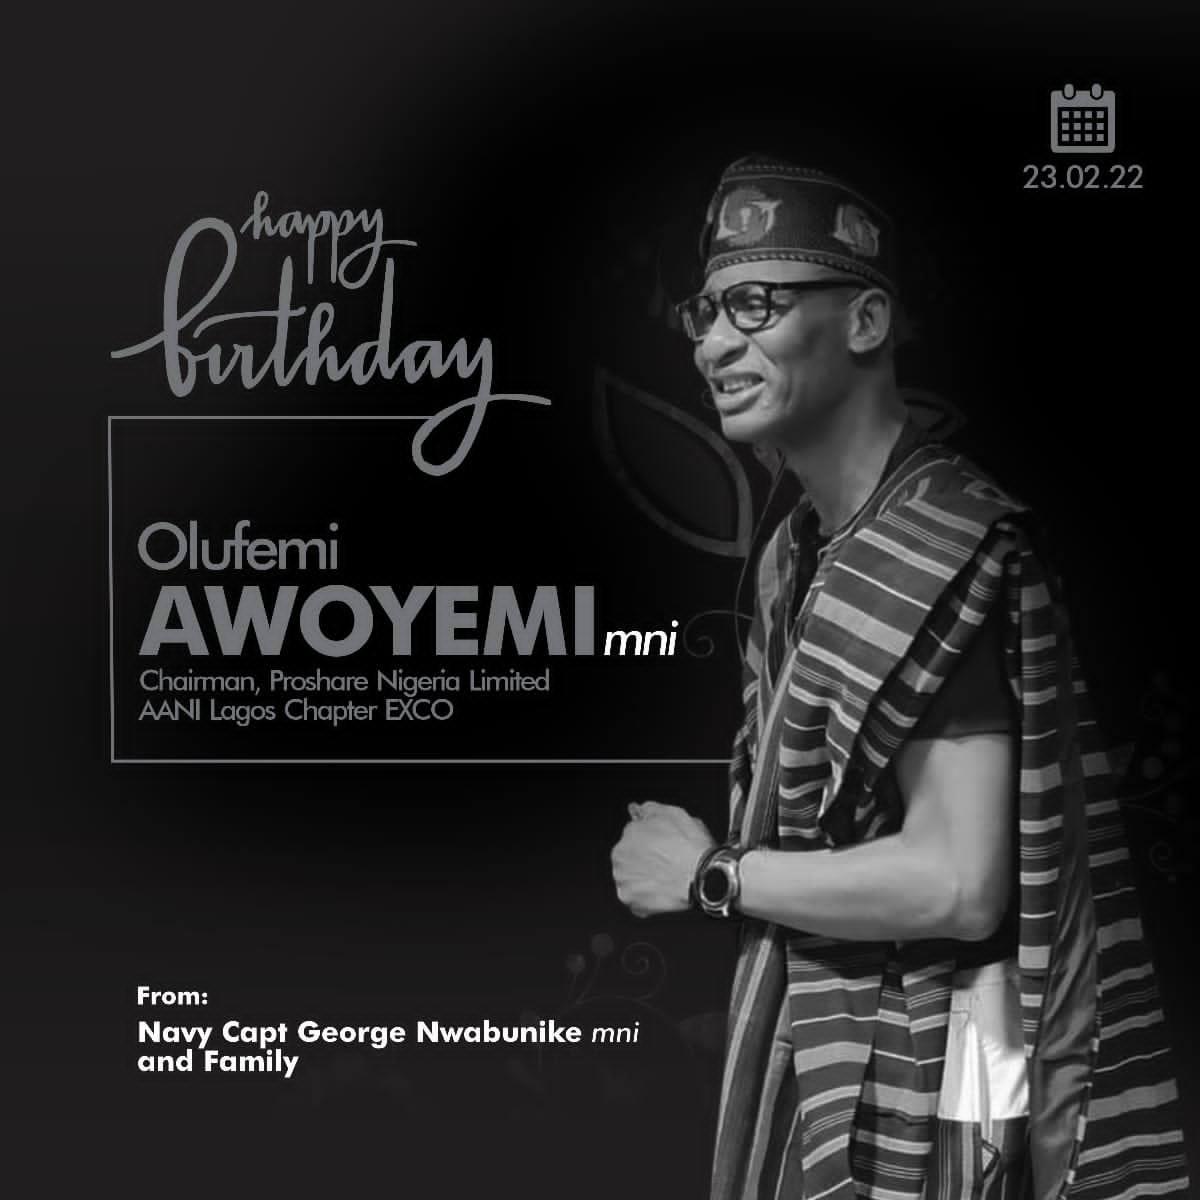 23.02.22
happy
birthday
Olufemi
AWOYEMI mni
Chairman, Proshare Nigeria Limited
AANI Lagos Chapter EXCO
From:
Navy Capt George Nwabunike mni
and Family